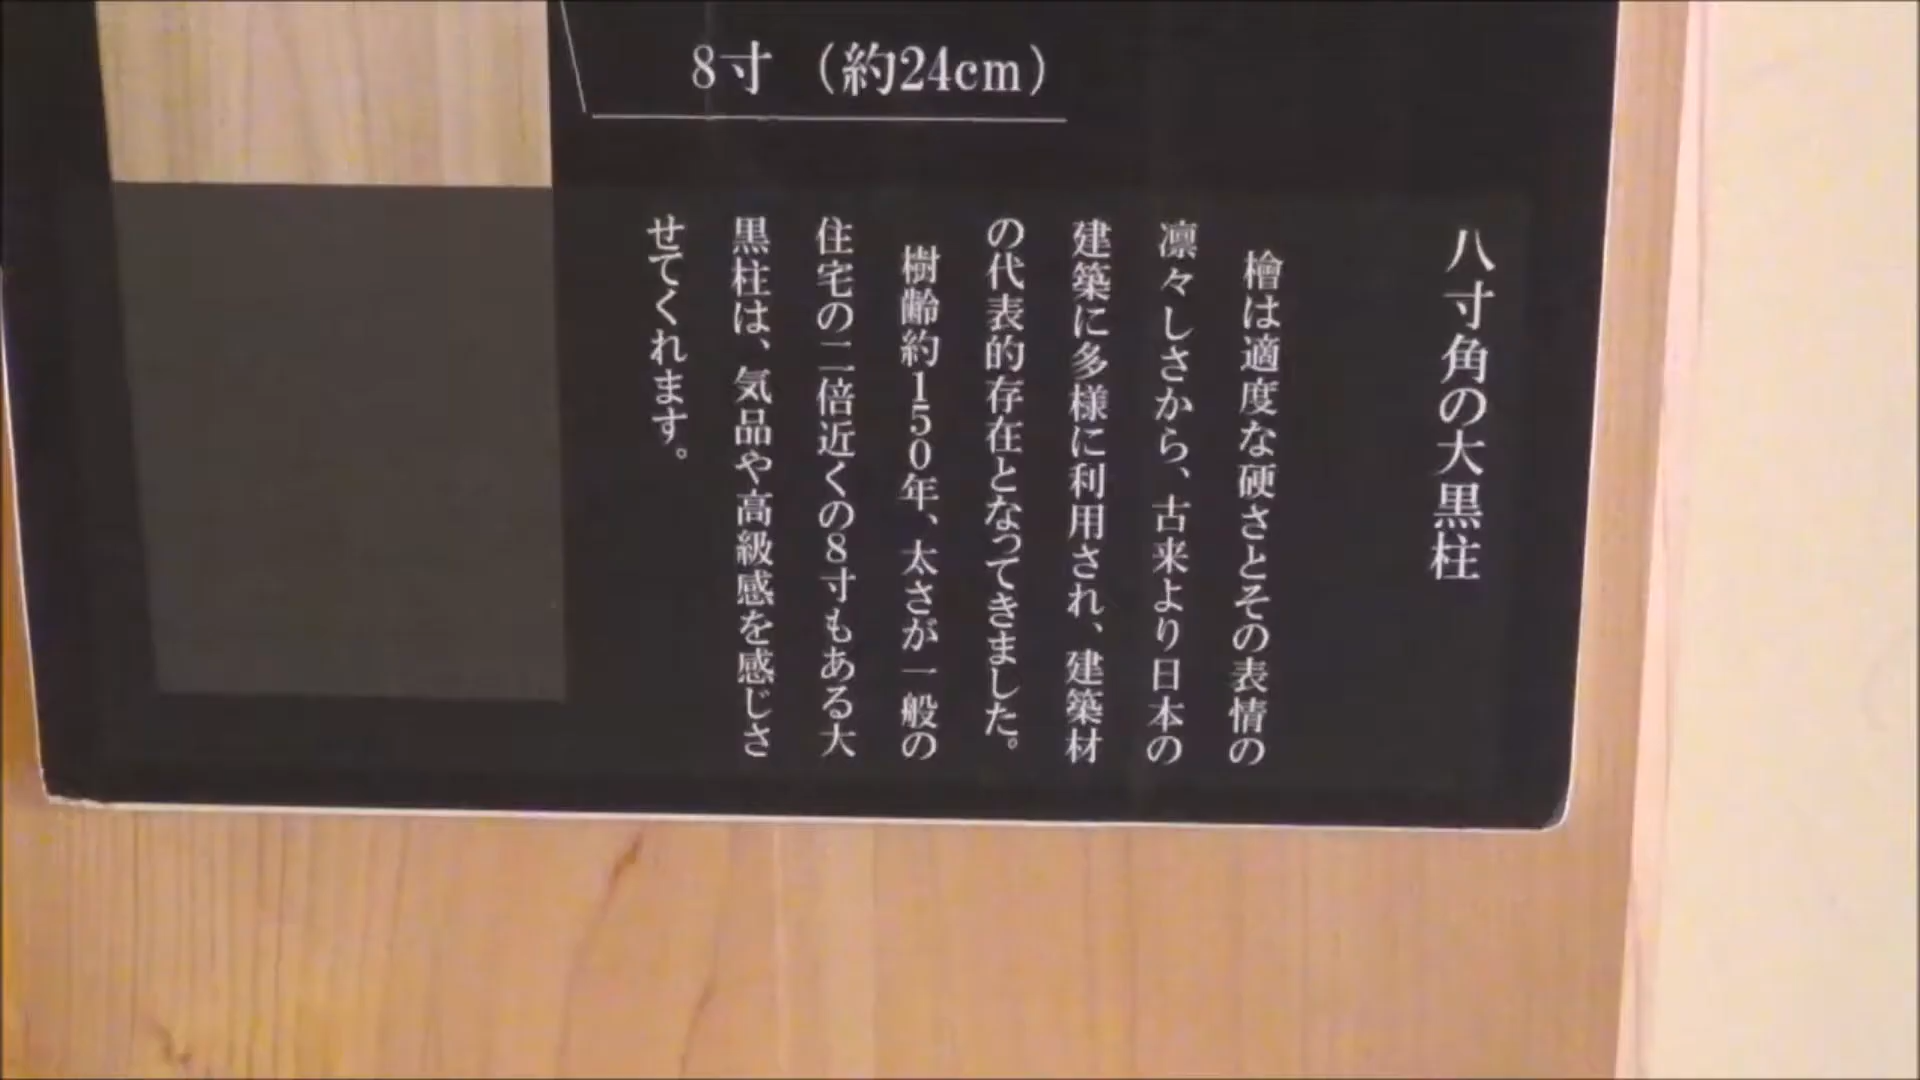 8寸（約24cm）
八寸角の大黒柱
檜は適度な硬さとその表情の
凛々しさから、古来より日本の
建築に多様に利用され、建築材
の代表的存在となってきました。
樹齢約150年、太さが一般の
住宅の二倍近くの8寸もある大
黒柱は、気品や高級感を感じさ
せてくれます。